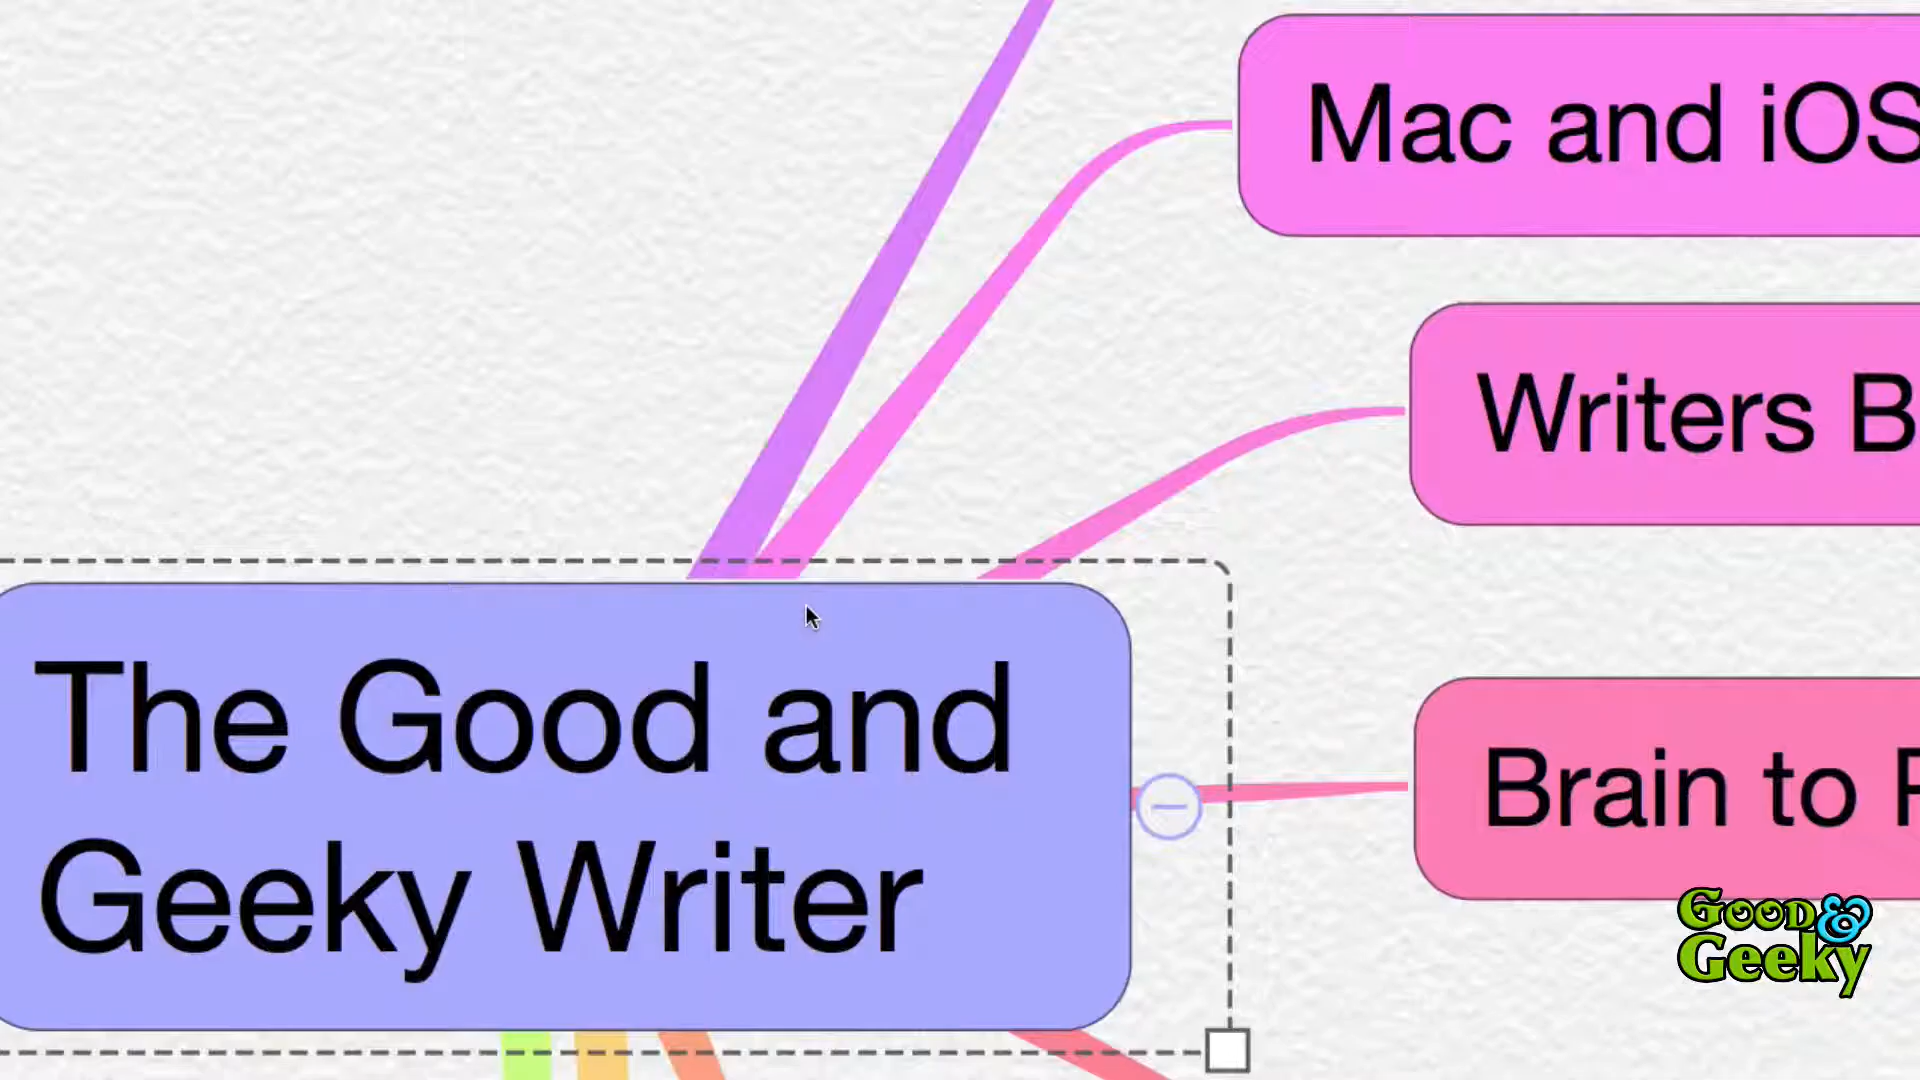 Mac and iOS
Writers
The Good and
Geeky Writer
Brain to
Good &
Geeky